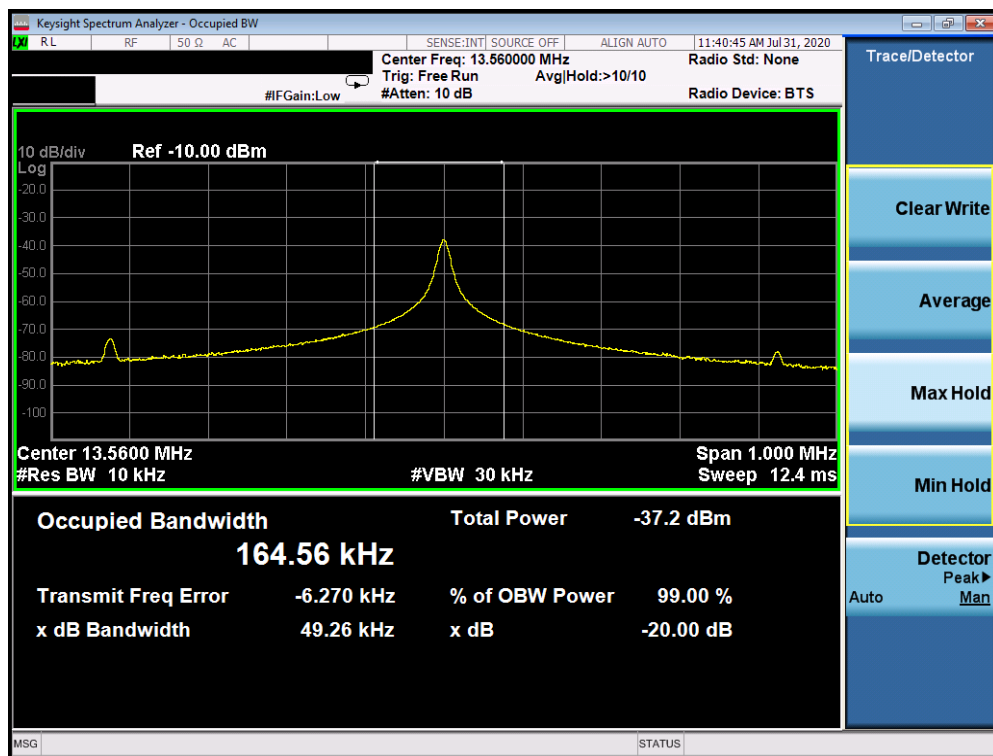 Keysight Spectrum Analyzer - Occupied BW
LXI RL RF 50 Ω AC SENSE:INT SOURCE OFF ALIGN AUTO 11:40:45 AM Jul 31, 2020
Center Freq: 13.560000 MHz Radio Std: None
Trig: Free Run Avg|Hold:>10/10
#IFGain:Low #Atten: 10 dB Radio Device: BTS
10 dB/div Ref -10.00 dBm
Log
-20.0
-30.0
-40.0
-50.0
-60.0
-70.0
-80.0
-90.0
-100
Center 13.5600 MHz Span 1.000 MHz
#Res BW 10 kHz #VBW 30 kHz Sweep 12.4 ms
Occupied Bandwidth Total Power -37.2 dBm
164.56 kHz
Transmit Freq Error -6.270 kHz % of OBW Power 99.00 %
x dB Bandwidth 49.26 kHz x dB -20.00 dB
MSG STATUS
Trace/Detector
Clear Write
Average
Max Hold
Min Hold
Detector
Peak▶
Auto Man